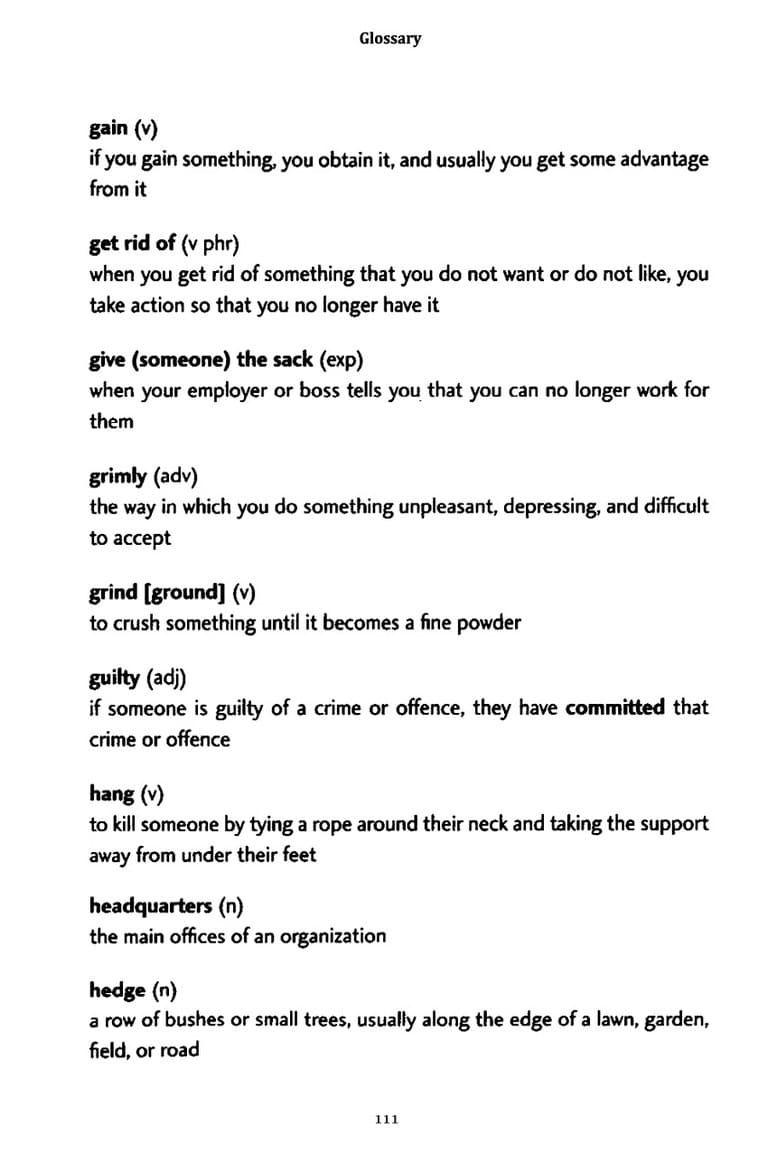 Glossary
gain (v)
if you gain something, you obtain it, and usually you get some advantage
from it
get rid of (v phr)
when you get rid of something that you do not want or do not like, you
take action so that you no longer have it
give (someone) the sack (exp)
when your employer or boss tells you that you can no longer work for
them
grimly (adv)
the way in which you do something unpleasant, depressing, and difficult
to accept
grind [ground] (v)
to crush something until it becomes a fine powder
guilty (adj)
if someone is guilty of a crime or offence, they have committed that
crime or offence
hang (v)
to kill someone by tying a rope around their neck and taking the support
away from under their feet
headquarters (n)
the main offices of an organization
hedge (n)
a row of bushes or small trees, usually along the edge of a lawn, garden,
field, or road
111